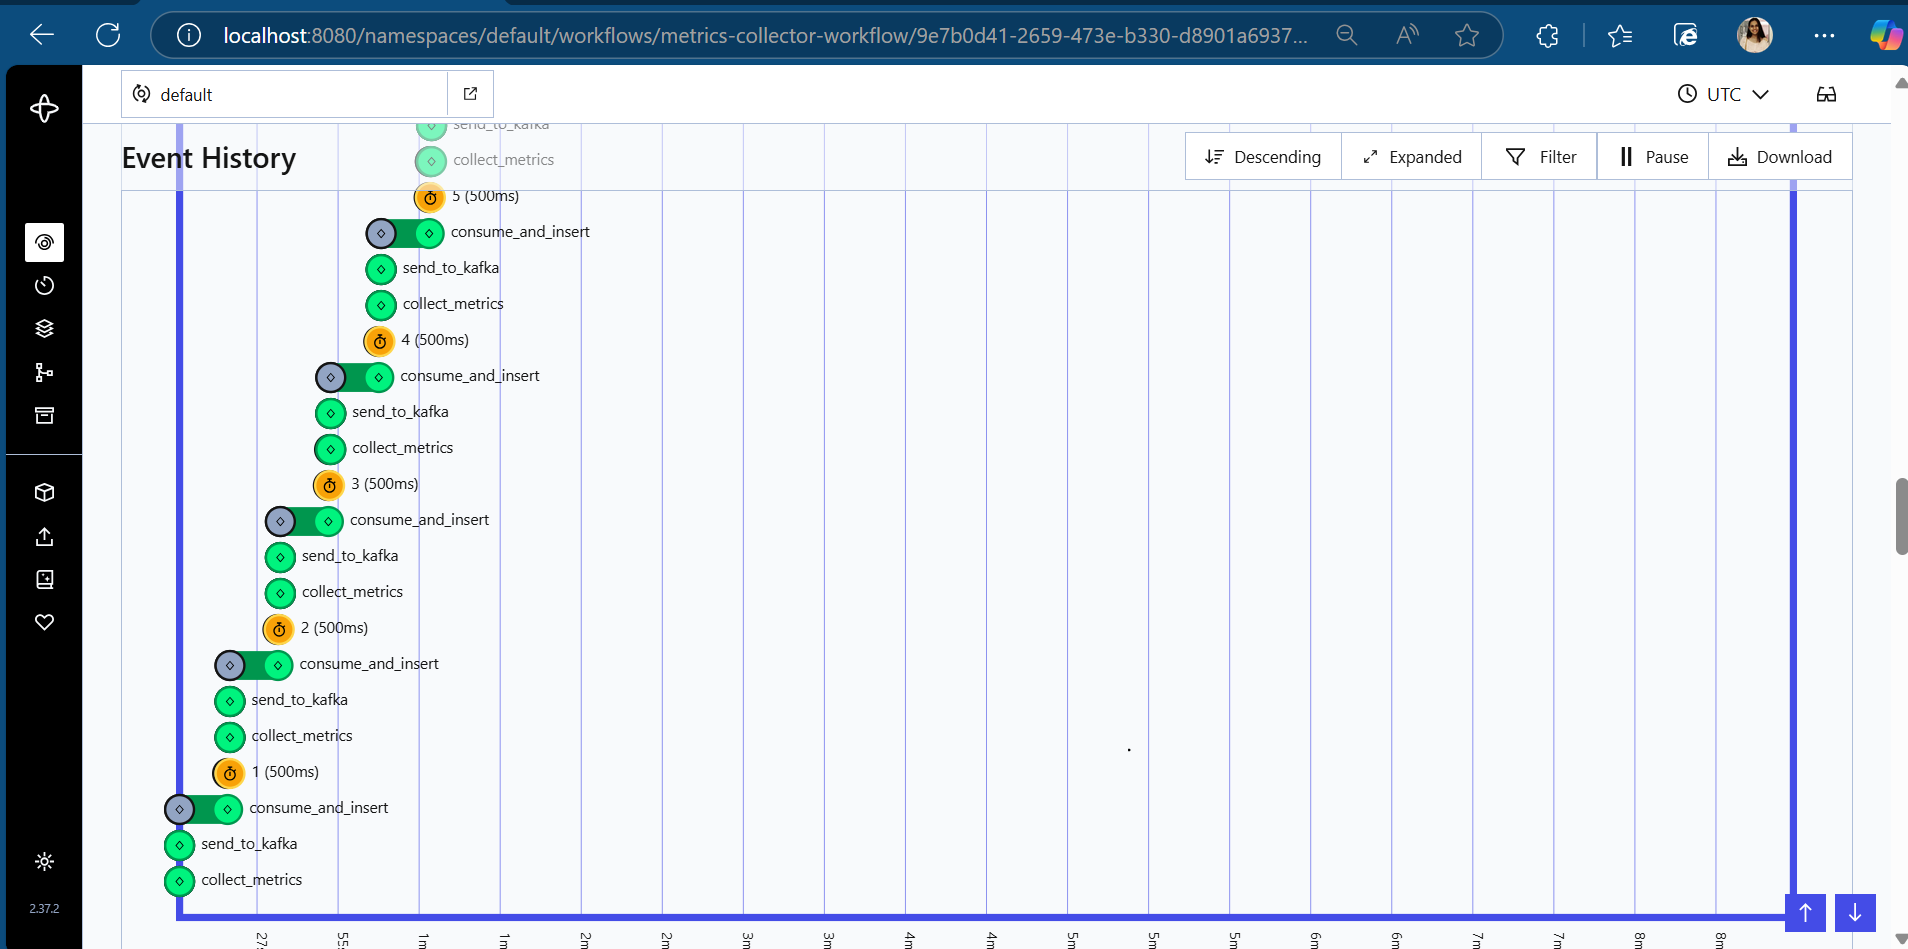 localhost:8080/namespaces/default/workflows/metrics-collector-workflow/9e7b0d41-2659-473e-b330-d8901a6937...
default
UTC
send_to_kafka
Event History
collect_metrics
Descending
Expanded
Filter
Pause
Download
5 (500ms)
consume_and_insert
send_to_kafka
collect_metrics
4 (500ms)
consume_and_insert
send_to_kafka
collect_metrics
3 (500ms)
consume_and_insert
send_to_kafka
collect_metrics
2 (500ms)
consume_and_insert
send_to_kafka
collect_metrics
1 (500ms)
consume_and_insert
send_to_kafka
collect_metrics
2.37.2
27
55
1m
1m
2m
2m
3m
3m
4m
4m
5m
5m
5m
6m
6m
7m
7m
8m
8m